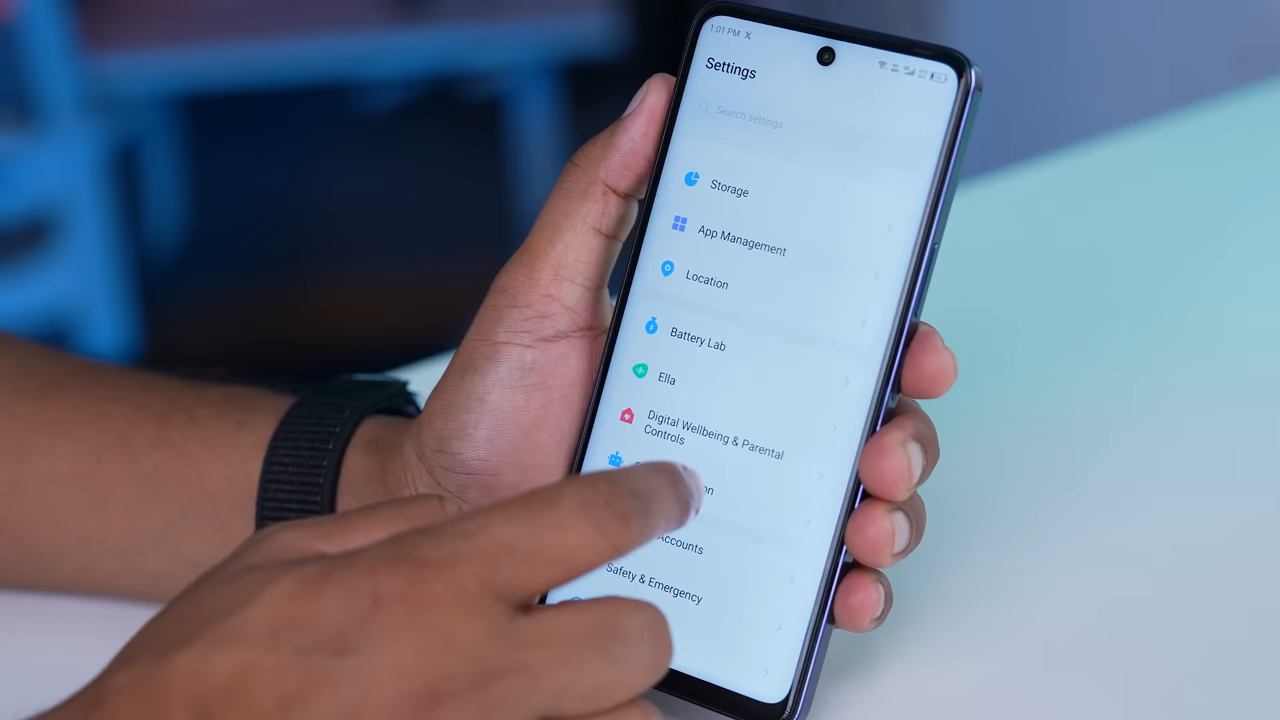 1:01 PM
Settings
Search settings
Storage
App Management
Location
Battery Lab
Ella
Digital Wellbeing & Parental
Controls
Accounts
Safety & Emergency